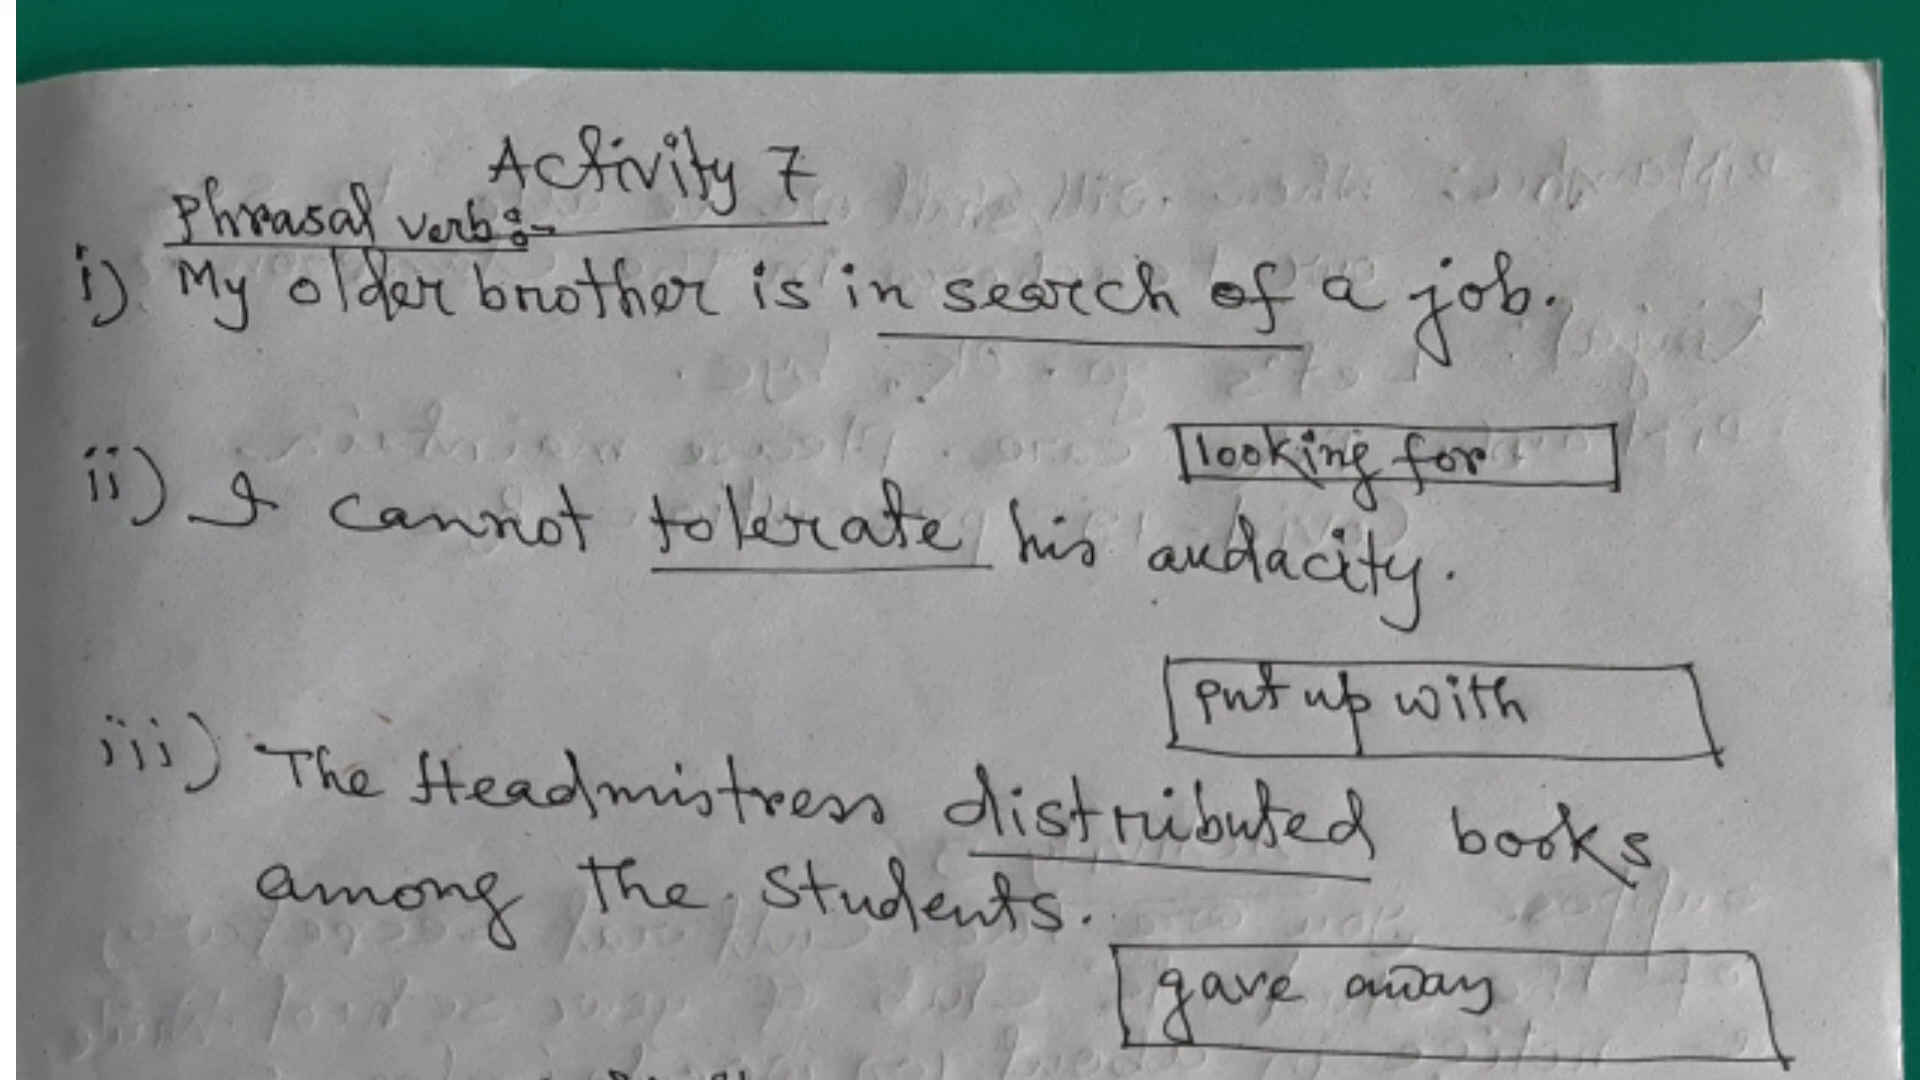 Activity 7
Phrasal verb:-
i) My older brother is in search of a job.
looking for
ii) I cannot tolerate his audacity.
put up with
iii) The Headmistress distributed books
among the students.
gave away